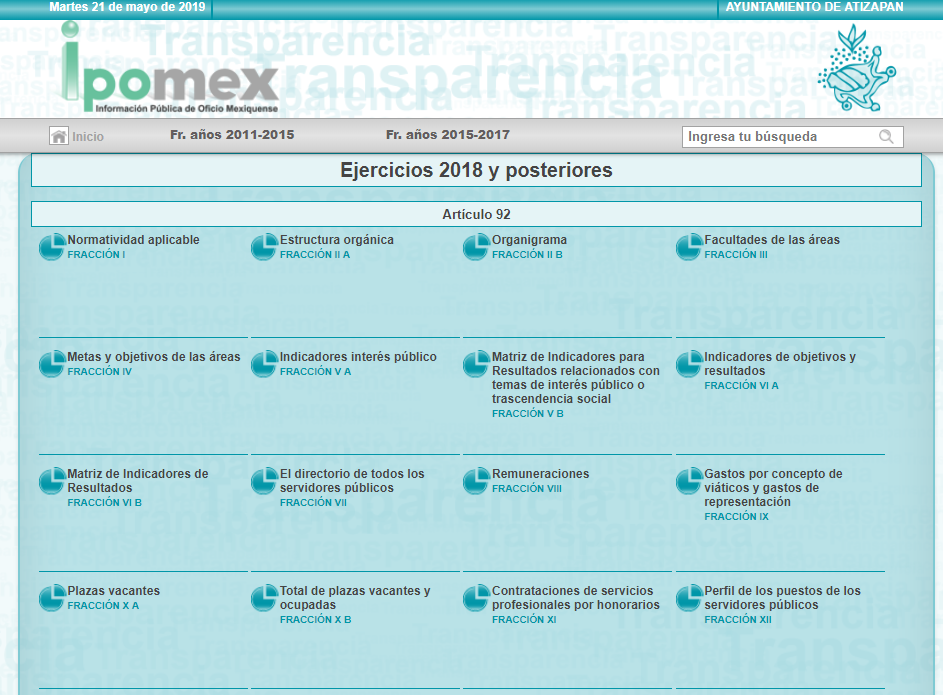 Martes 21 de mayo de 2019
AYUNTAMIENTO DE ATIZAPAN
Transparencia
ipomex
Información Pública de Oficio Mexiquense
Inicio
Fr. años 2011-2015
Fr. años 2015-2017
Ingresa tu búsqueda
Ejercicios 2018 y posteriores
Artículo 92
Normatividad aplicable
FRACCIÓN I
Estructura orgánica
FRACCIÓN II A
Organigrama
FRACCIÓN II B
Facultades de las áreas
FRACCIÓN III
Metas y objetivos de las áreas
FRACCIÓN IV
Indicadores interés público
FRACCIÓN V A
Matriz de Indicadores para
Resultados relacionados con
temas de interés público o
trascendencia social
FRACCIÓN V B
Indicadores de objetivos y
resultados
FRACCIÓN VI A
Matriz de Indicadores de
Resultados
FRACCIÓN VI B
El directorio de todos los
servidores públicos
FRACCIÓN VII
Remuneraciones
FRACCIÓN VIII
Gastos por concepto de
viáticos y gastos de
representación
FRACCIÓN IX
Plazas vacantes
FRACCIÓN X A
Total de plazas vacantes y
ocupadas
FRACCIÓN X B
Contrataciones de servicios
profesionales por honorarios
FRACCIÓN XI
Perfil de los puestos de los
servidores públicos
FRACCIÓN XII